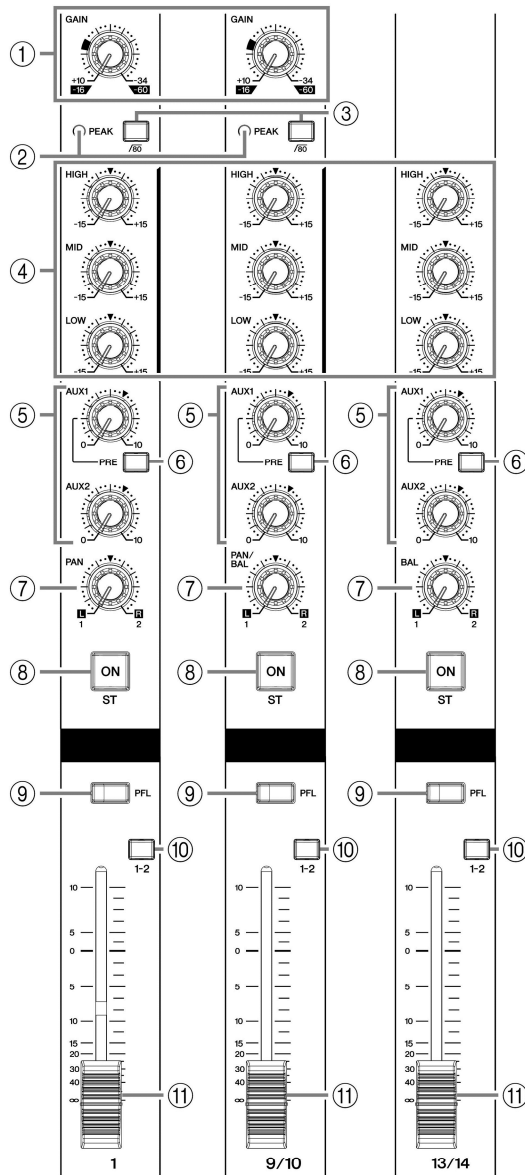 GAIN GAIN
① +10 -34 +10 -34
-16 -60 -16 -60
② PEAK PEAK ③
/80 /80
④ HIGH HIGH HIGH
-15 +15 -15 +15 -15 +15
MID MID MID
-15 +15 -15 +15 -15 +15
LOW LOW LOW
-15 +15 -15 +15 -15 +15
⑤ AUX1 ⑤ AUX1 ⑤ AUX1
0 10 0 10 0 10
PRE ⑥ PRE ⑥ PRE ⑥
AUX2 AUX2 AUX2
0 10 0 10 0 10
⑦ PAN ⑦ PAN/ ⑦ BAL
BAL
L R L R L R
1 2 1 2 1 2
⑧ ON ⑧ ON ⑧ ON
ST ST ST
⑨ PFL ⑨ PFL ⑨ PFL
⑩ ⑩ ⑩
1-2 1-2 1-2
10 10 10
5 5 5
0 0 0
5 5 5
10 10 10
15 15 15
20 20 20
30 30 30
40 40 40
∞ ⑪ ∞ ⑪ ∞ ⑪
1 9/10 13/14